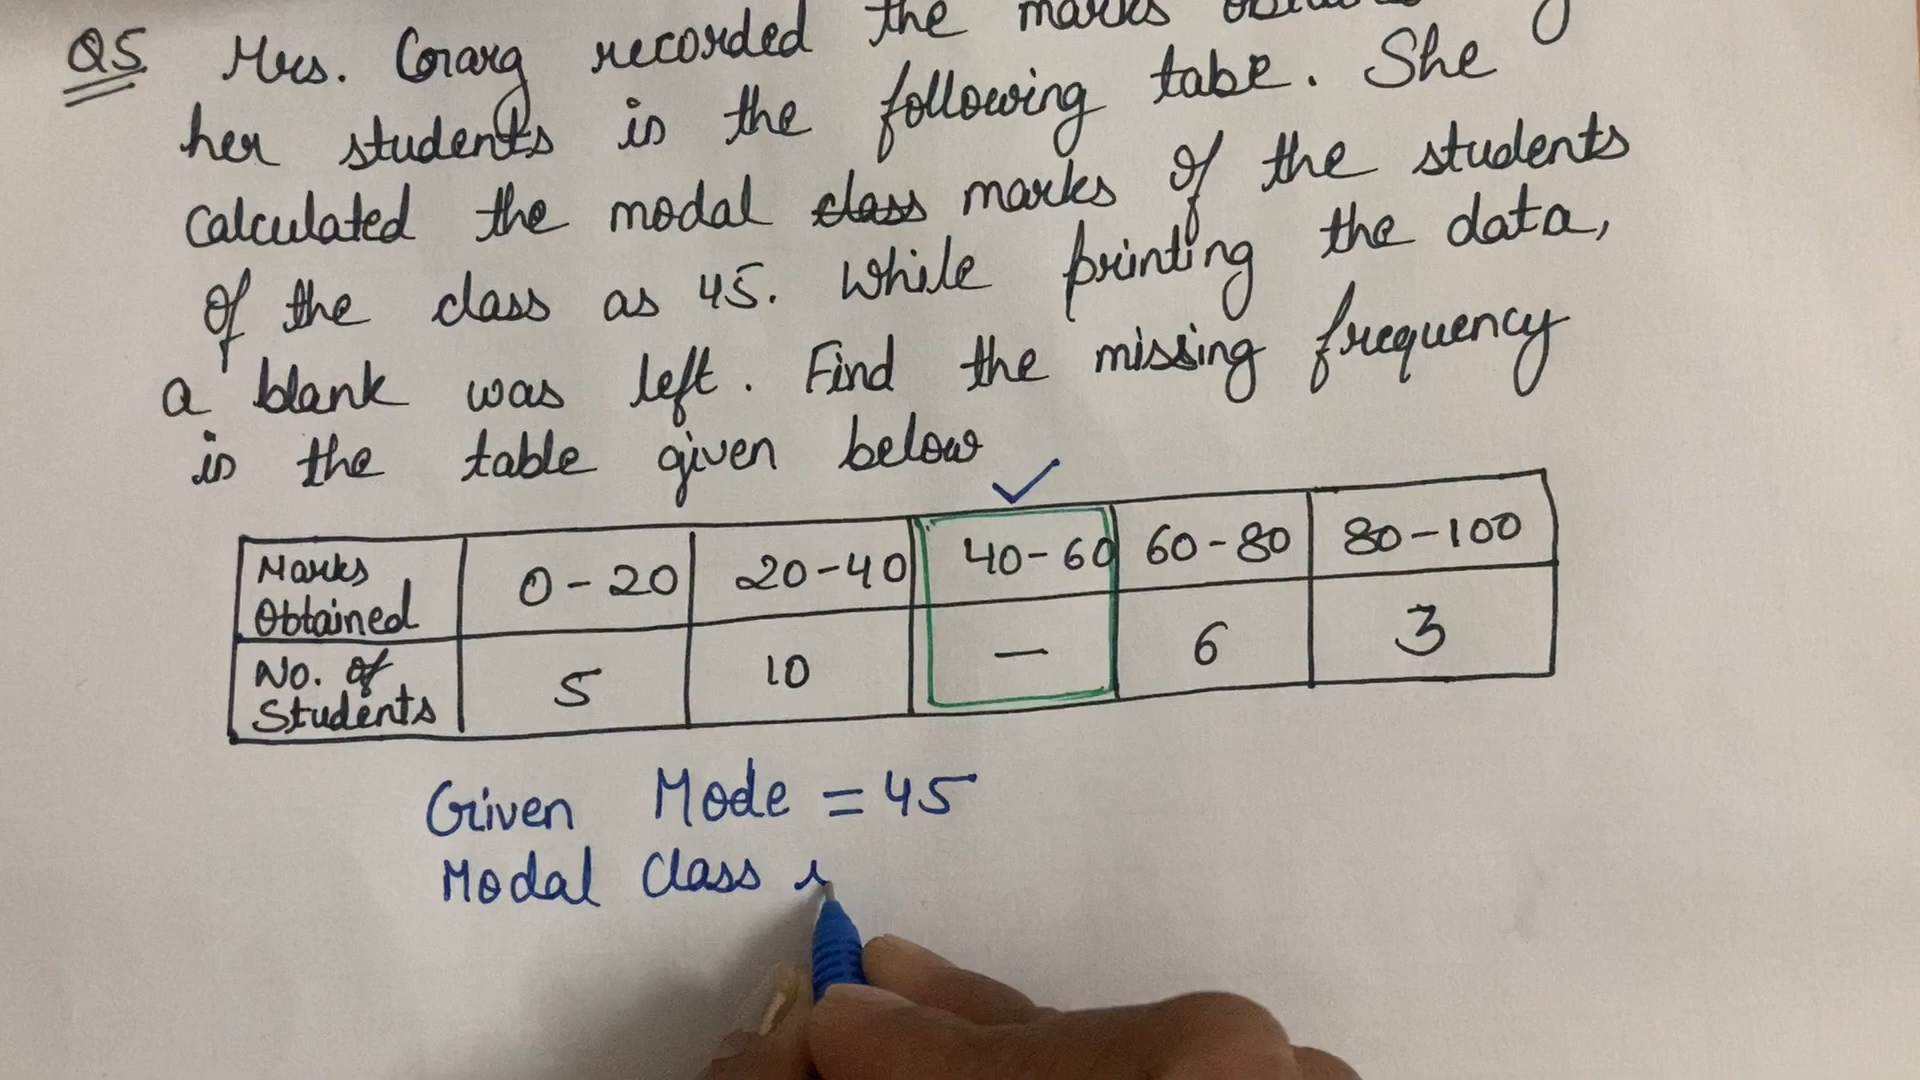 Q5 Mrs. Garg recorded the marks
her students in the following table. She
calculated the modal class marks of the students
of the class as 45. While printing the data,
a blank was left. Find the missing frequency
in the table given below
Marks Obtained 0-20 20-40 40-60 60-80 80-100
No. of Students 5 10 — 6 3
Given Mode = 45
Modal Class